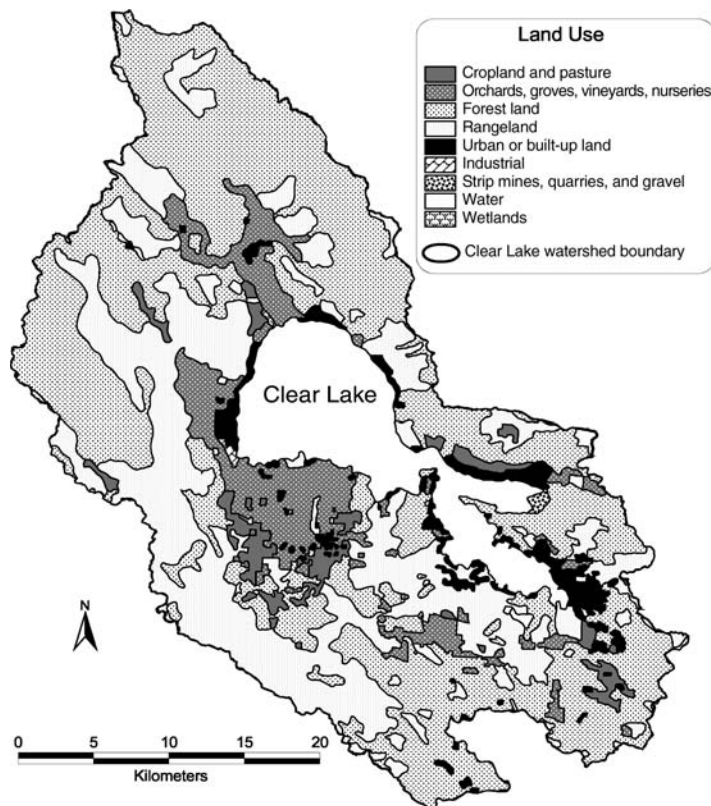 Land Use
Cropland and pasture
Orchards, groves, vineyards, nurseries
Forest land
Rangeland
Urban or built-up land
Industrial
Strip mines, quarries, and gravel
Water
Wetlands
Clear Lake watershed boundary
Clear Lake
N
0 5 10 15 20
Kilometers